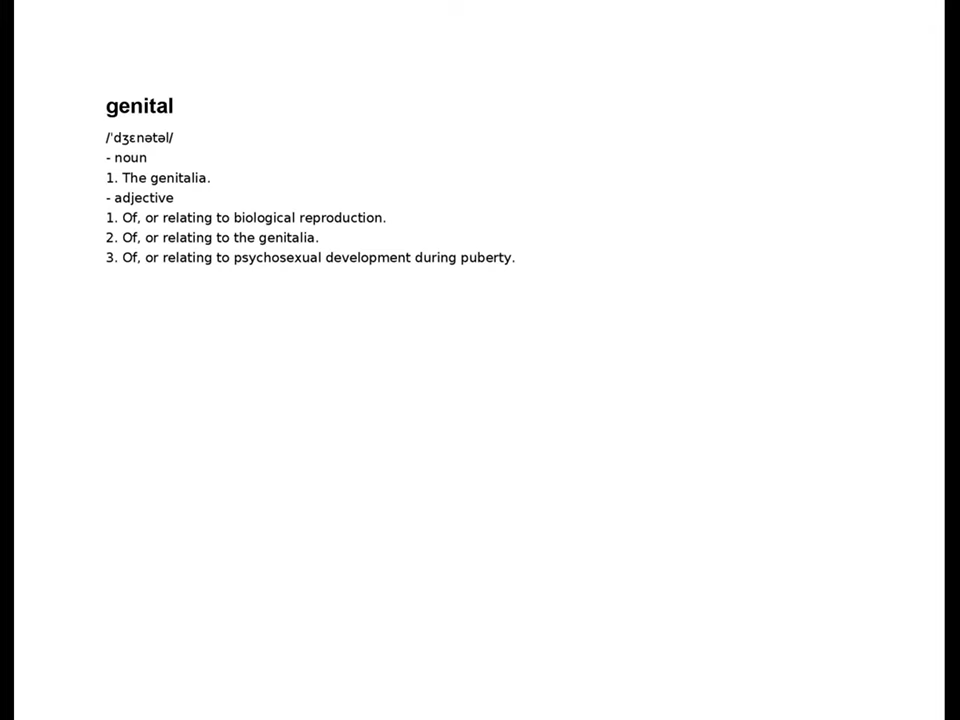 genital
/ˈdʒɛnətəl/
- noun
1. The genitalia.
- adjective
1. Of, or relating to biological reproduction.
2. Of, or relating to the genitalia.
3. Of, or relating to psychosexual development during puberty.